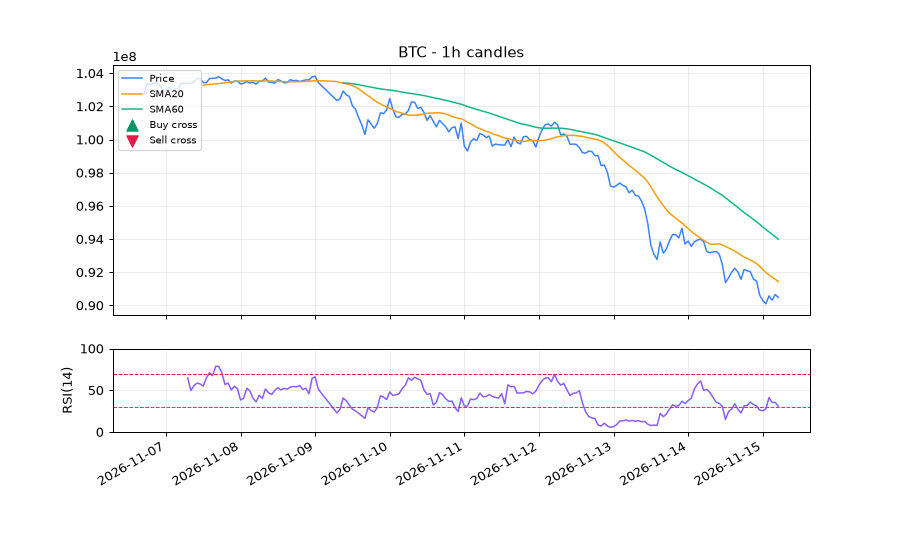 BTC - 1h candles
1e8
1.04
1.02
1.00
0.98
0.96
0.94
0.92
0.90
Price
SMA20
SMA60
Buy cross
Sell cross
RSI(14)
100
50
0
2026-11-07
2026-11-08
2026-11-09
2026-11-10
2026-11-11
2026-11-12
2026-11-13
2026-11-14
2026-11-15